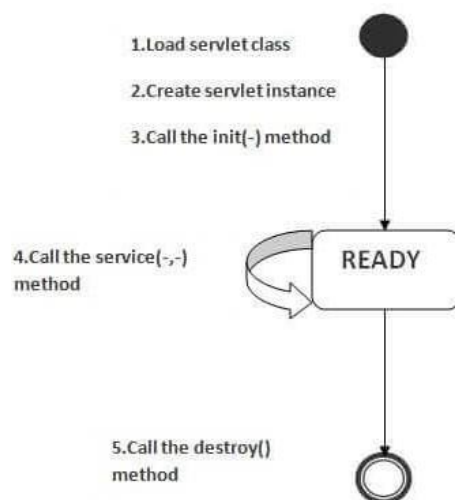 1.Load servlet class
2.Create servlet instance
3.Call the init(-) method
4.Call the service(-,-)
method
READY
5.Call the destroy()
method